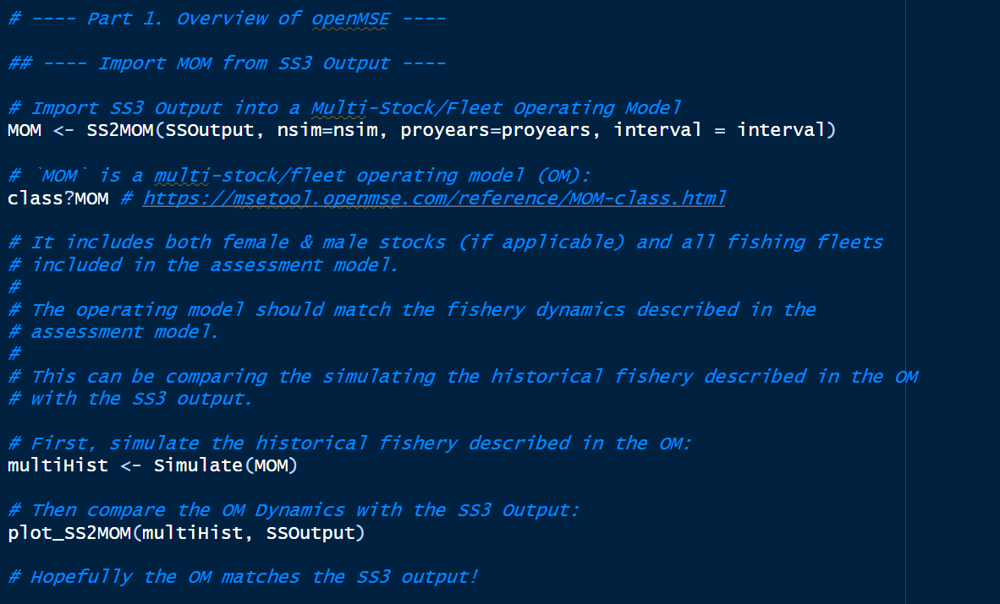 # ---- Part 1. Overview of openMSE ----
## ---- Import MOM from SS3 Output ----
# Import SS3 Output into a Multi-Stock/Fleet Operating Model
MOM <- SS2MOM(SSOutput, nsim=nsim, proyears=proyears, interval = interval)
# `MOM` is a multi-stock/fleet operating model (OM):
class?MOM # https://msetool.openmse.com/reference/MOM-class.html
# It includes both female & male stocks (if applicable) and all fishing fleets
# included in the assessment model.
#
# The operating model should match the fishery dynamics described in the
# assessment model.
#
# This can be comparing the simulating the historical fishery described in the OM
# with the SS3 output.
# First, simulate the historical fishery described in the OM:
multiHist <- Simulate(MOM)
# Then compare the OM Dynamics with the SS3 Output:
plot_SS2MOM(multiHist, SSOutput)
# Hopefully the OM matches the SS3 output!